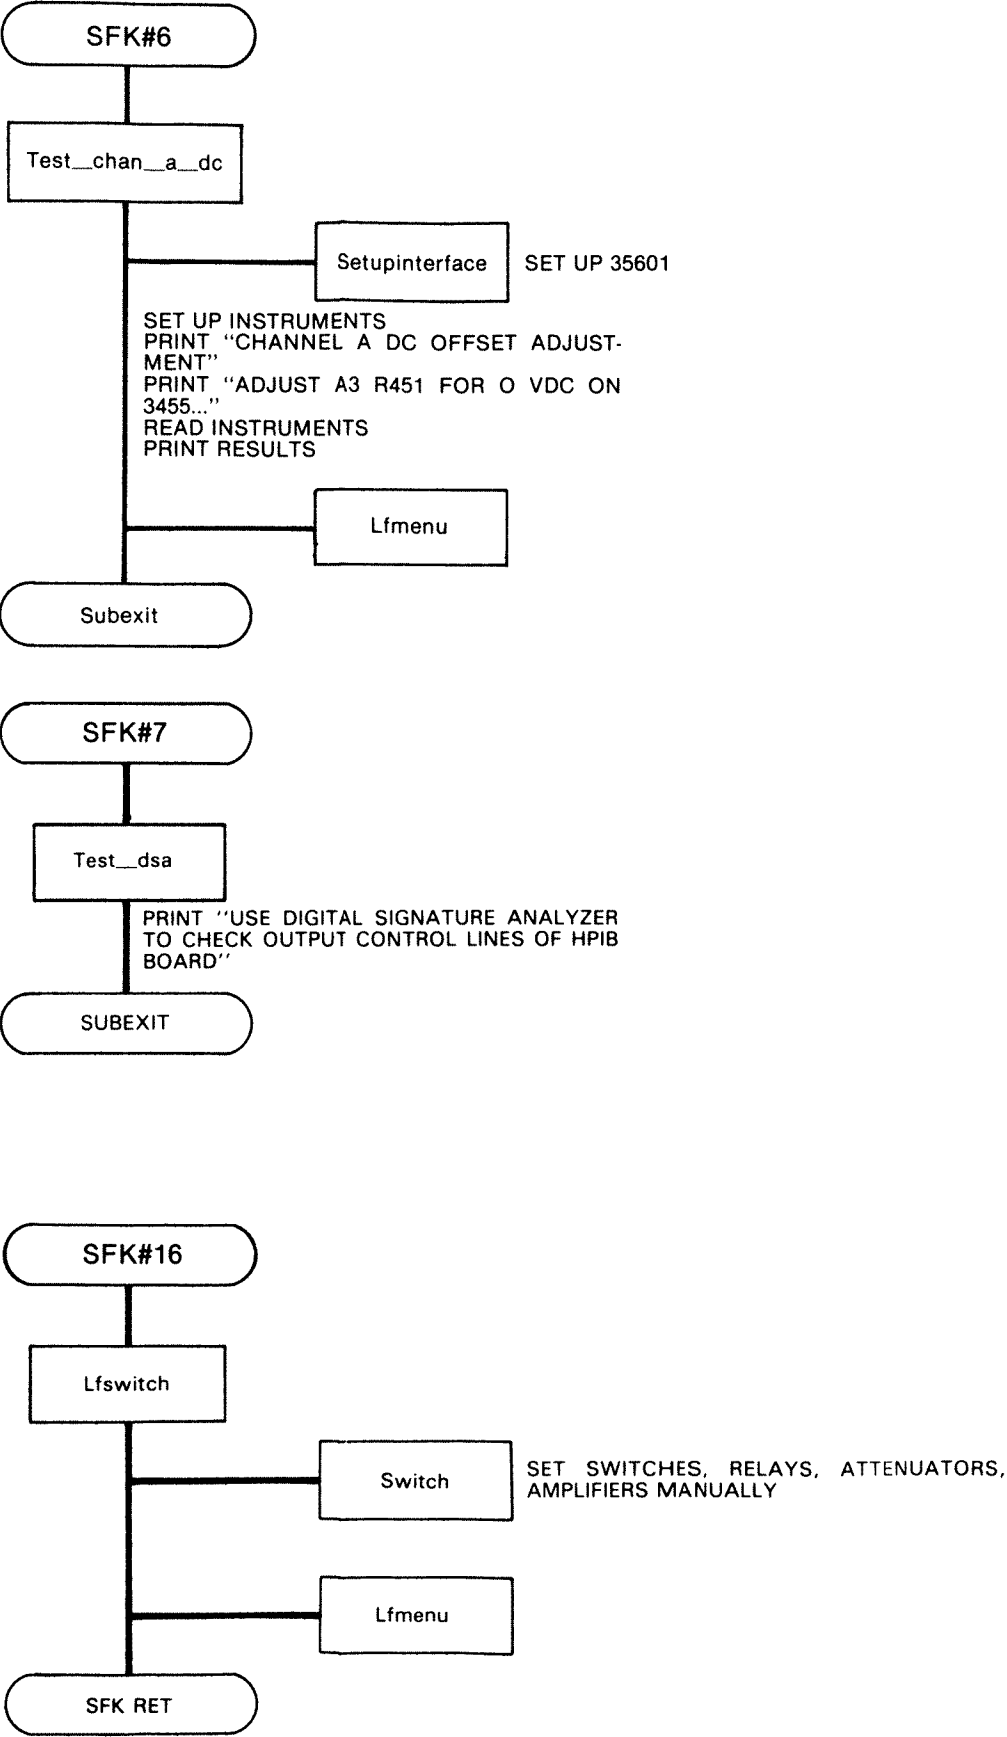 SFK#6
Test__chan__a__dc
Setupinterface
SET UP 35601
SET UP INSTRUMENTS
PRINT "CHANNEL A DC OFFSET ADJUST-
MENT"
PRINT "ADJUST A3 R451 FOR O VDC ON
3455..."
READ INSTRUMENTS
PRINT RESULTS
Lfmenu
Subexit
SFK#7
Test__dsa
PRINT "USE DIGITAL SIGNATURE ANALYZER
TO CHECK OUTPUT CONTROL LINES OF HPIB
BOARD"
SUBEXIT
SFK#16
Lfswitch
Switch
SET SWITCHES, RELAYS, ATTENUATORS,
AMPLIFIERS MANUALLY
Lfmenu
SFK RET